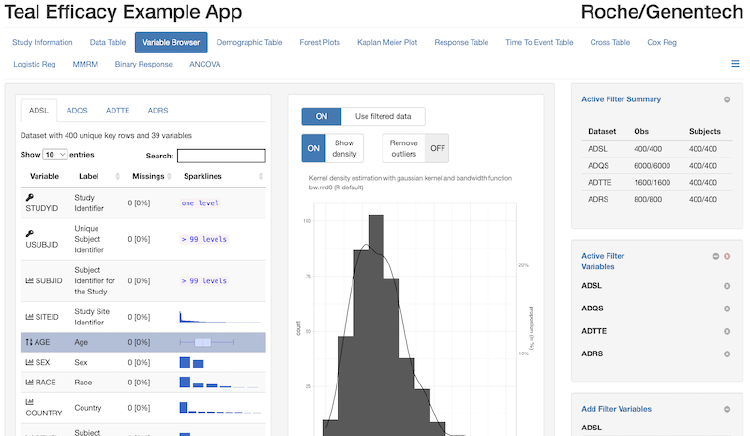 Teal Efficacy Example App
Roche/Genentech
Study Information Data Table Variable Browser Demographic Table Forest Plots Kaplan Meier Plot Response Table Time To Event Table Cross Table Cox Reg
Logistic Reg MMRM Binary Response ANCOVA
ADSL ADQS ADTTE ADRS
Dataset with 400 unique key rows and 39 variables
Show 10 entries Search:
Variable Label Missings Sparklines
STUDYID Study Identifier 0 [0%] one level
USUBJID Unique Subject Identifier 0 [0%] > 99 levels
SUBJID Subject Identifier for the Study 0 [0%] > 99 levels
SITEID Study Site Identifier 0 [0%]
AGE Age 0 [0%]
SEX Sex 0 [0%]
RACE Race 0 [0%]
COUNTRY Country 0 [0%]
Subject
ON Use filtered data
ON Show density
Remove outliers OFF
Kernel density estimation with gaussian kernel and bandwidth function
bw.nrd0 (R default)
100
75
50
25
count
20%
10%
proportion (in %)
Active Filter Summary
Dataset Obs Subjects
ADSL 400/400 400/400
ADQS 6000/6000 400/400
ADTTE 1600/1600 400/400
ADRS 800/800 400/400
Active Filter Variables
ADSL
ADQS
ADTTE
ADRS
Add Filter Variables
ADSL